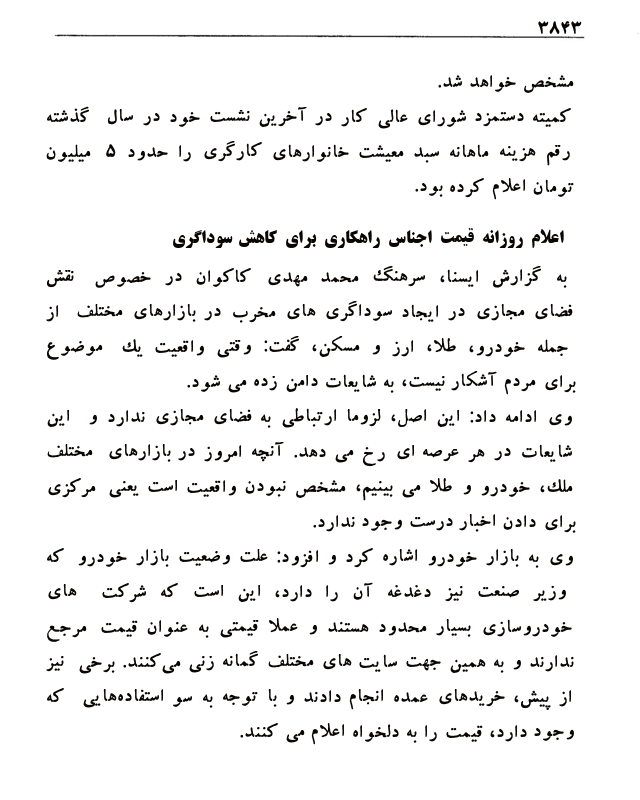 ۳۸۴۳
مشخص خواهد شد.
کمیته دستمزد شورای عالی کار در آخرین نشست خود در سال گذشته
رقم هزینه ماهانه سبد معیشت خانوارهای کارگری را حدود ۵ میلیون
تومان اعلام کرده بود.
اعلام روزانه قیمت اجناس راهکاری برای کاهش سوداگری
به گزارش ایسنا، سرهنگ محمد مهدی کاکوان در خصوص نقش
فضای مجازی در ایجاد سوداگری های مخرب در بازارهای مختلف از
جمله خودرو، طلا، ارز و مسکن، گفت: وقتی واقعیت یك موضوع
برای مردم آشکار نیست، به شایعات دامن زده می شود.
وی ادامه داد: این اصل، لزوما ارتباطی به فضای مجازی ندارد و این
شایعات در هر عرصه ای رخ می دهد. آنچه امروز در بازارهای مختلف
ملك، خودرو و طلا می بینیم، مشخص نبودن واقعیت است یعنی مرکزی
برای دادن اخبار درست وجود ندارد.
وی به بازار خودرو اشاره کرد و افزود: علت وضعیت بازار خودرو که
وزیر صنعت نیز دغدغه آن را دارد، این است که شرکت های
خودروسازی بسیار محدود هستند و عملا قیمتی به عنوان قیمت مرجع
ندارند و به همین جهت سایت های مختلف گمانه زنی می‌کنند. برخی نیز
از پیش، خریدهای عمده انجام دادند و با توجه به سو استفاده‌هایی که
وجود دارد، قیمت را به دلخواه اعلام می کنند.